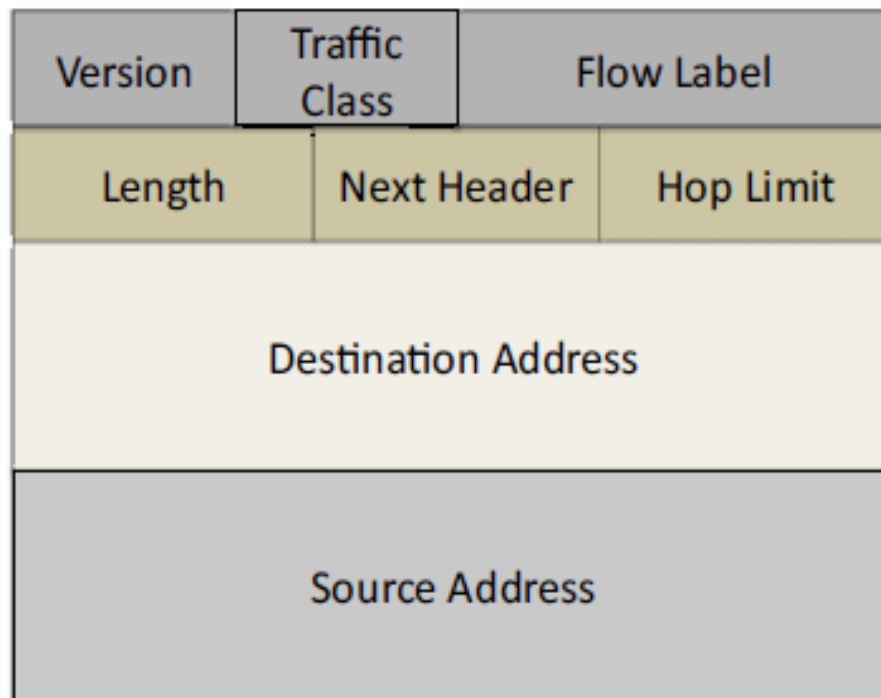 Version
Traffic
Class
Flow Label
Length
Next Header
Hop Limit
Destination Address
Source Address